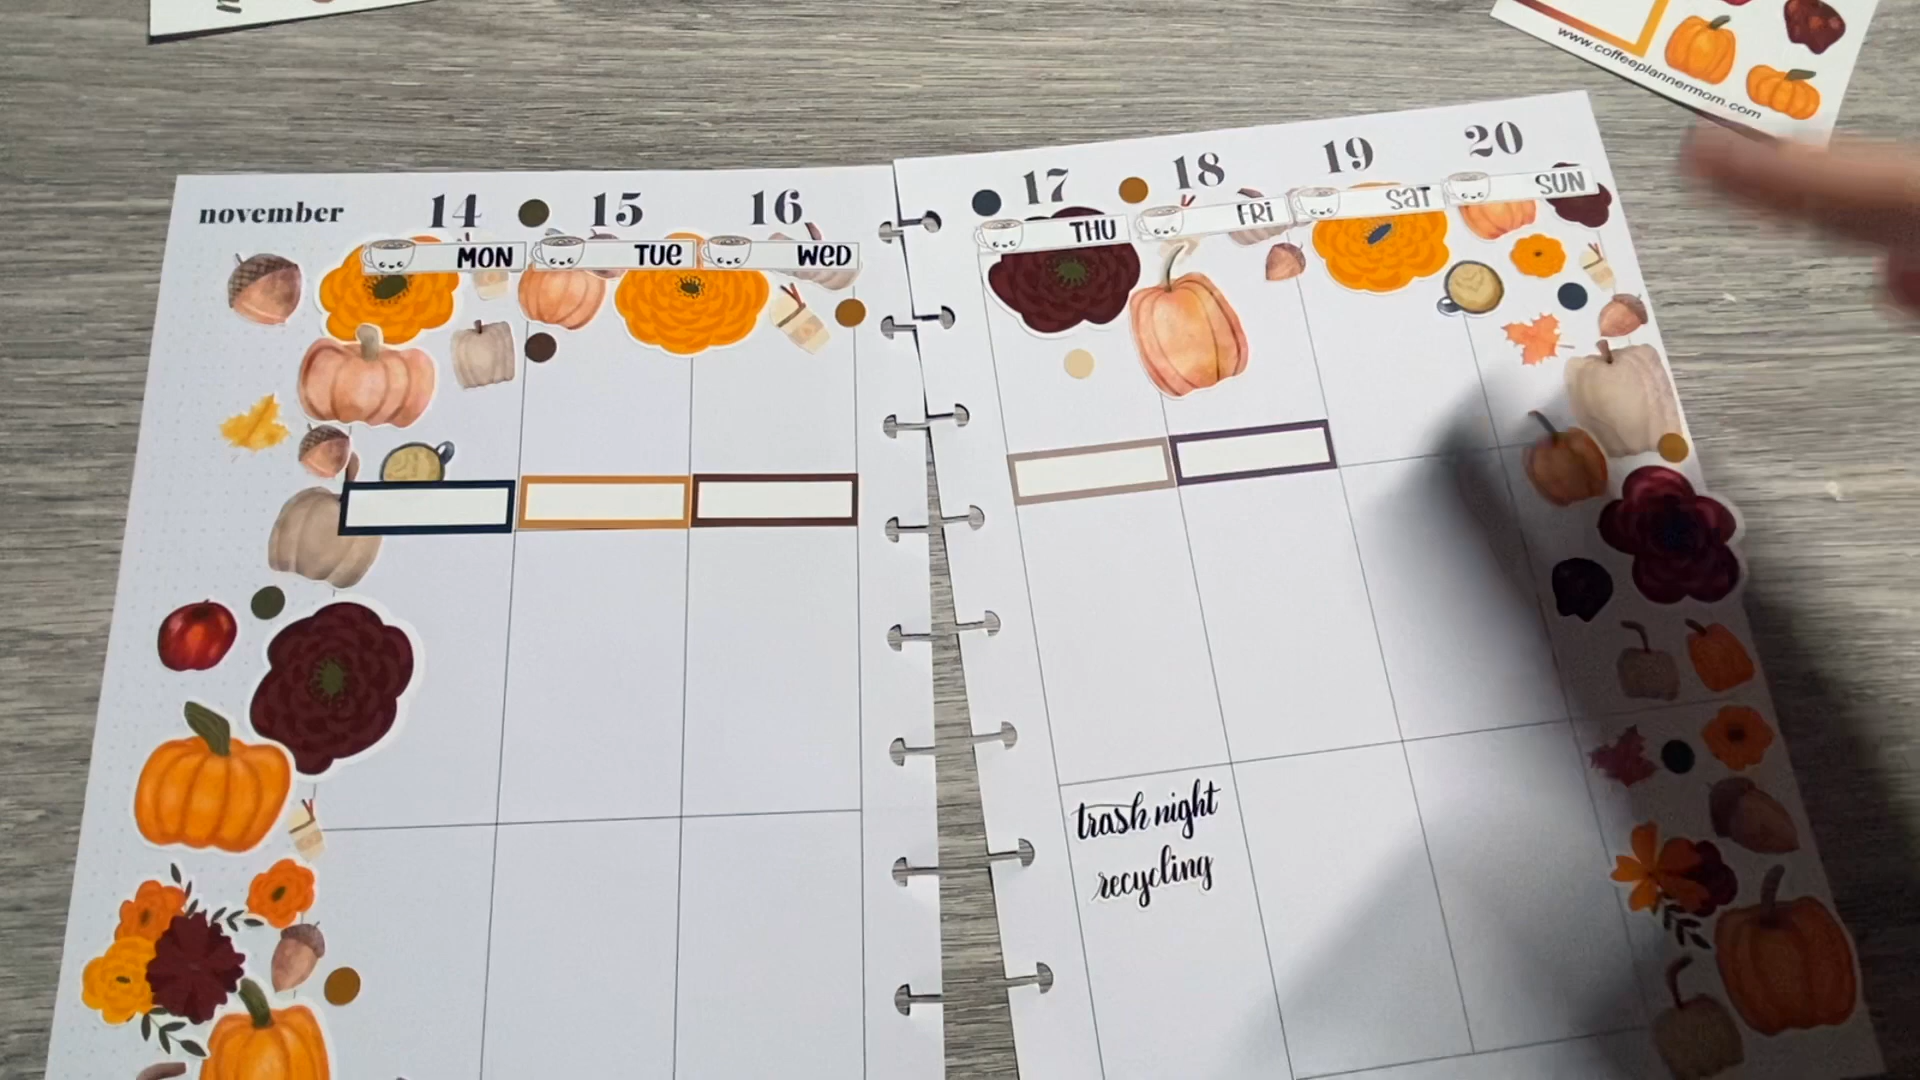 www.coffeeplannermom.com
november
14
15
16
17
18
19
20
MON
TUE
WED
THU
FRI
SAT
SUN
trash night
recycling